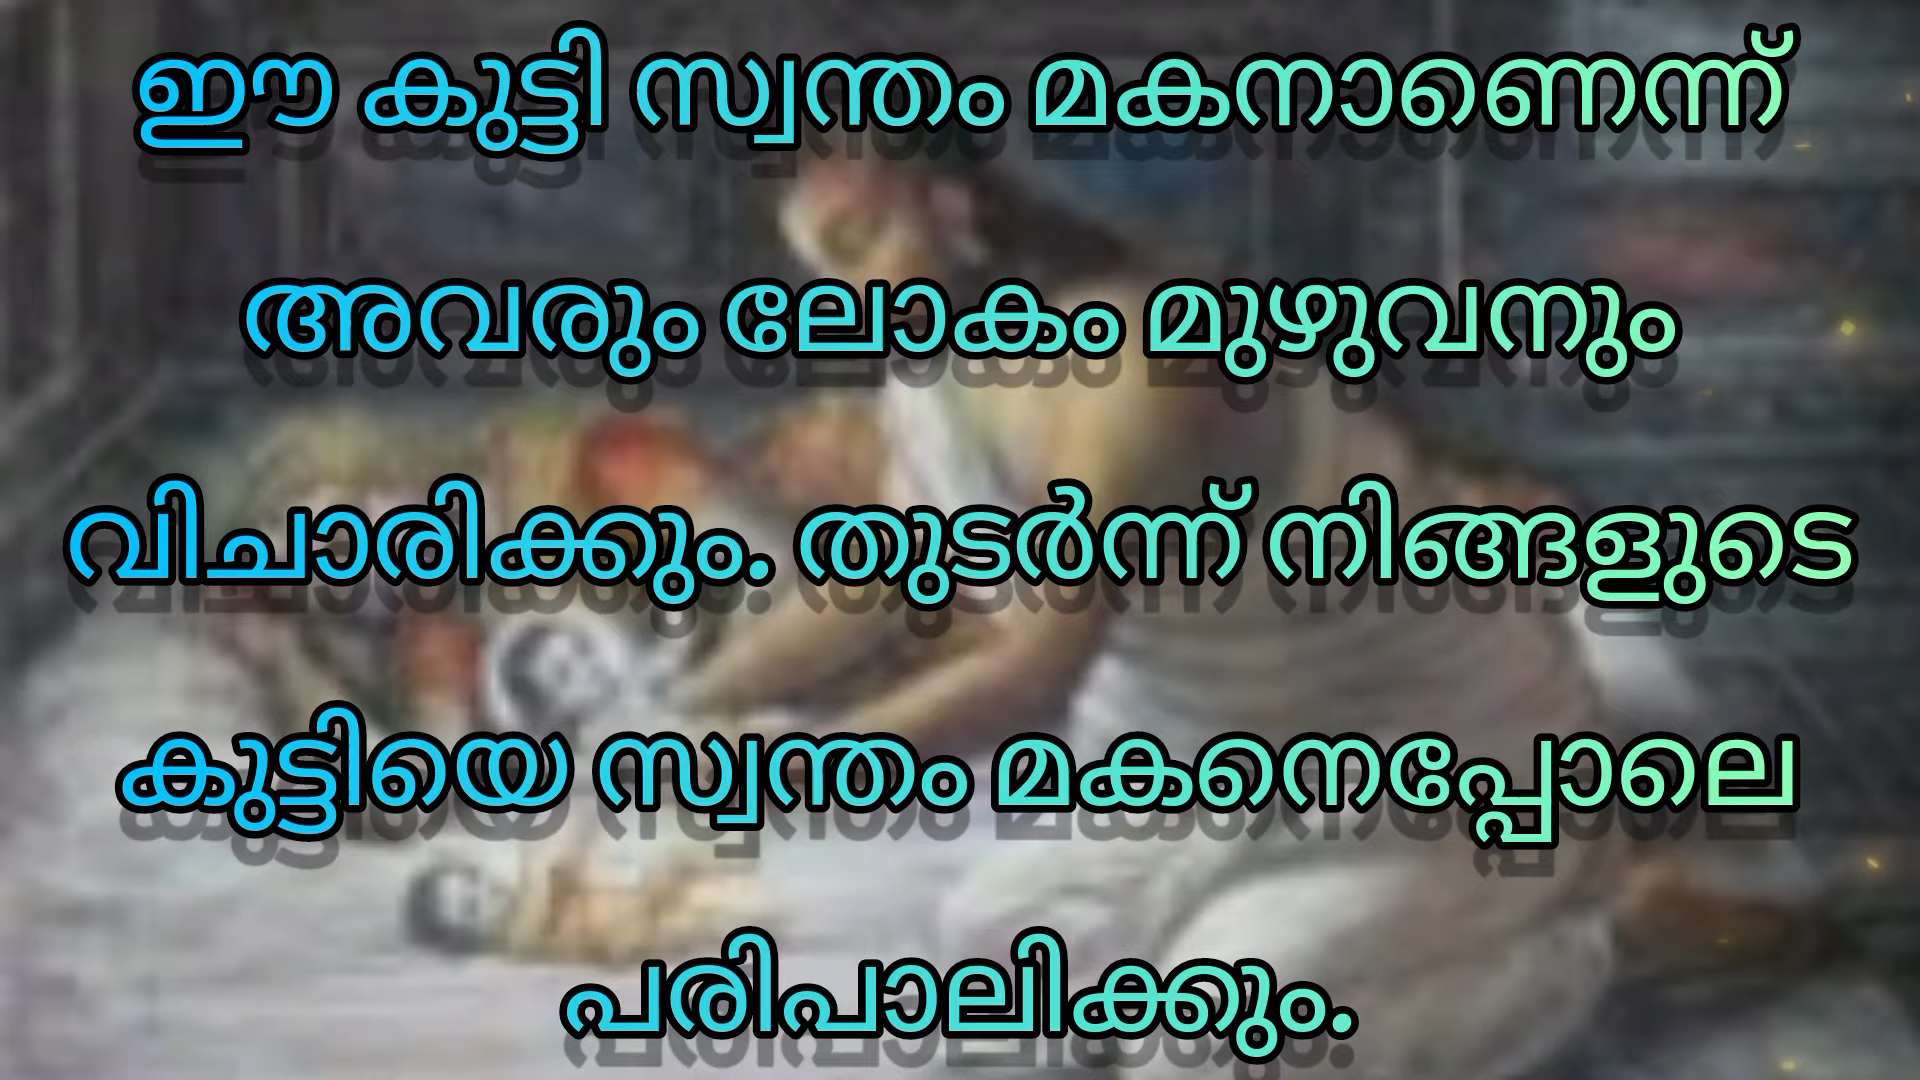 ഈ കുട്ടി സ്വന്തം മകനാണെന്ന്
അവരും ലോകം മുഴുവനും
വിചാരിക്കും. തുടർന്ന് നിങ്ങളുടെ
കുട്ടിയെ സ്വന്തം മകനെപ്പോലെ
പരിപാലിക്കും.